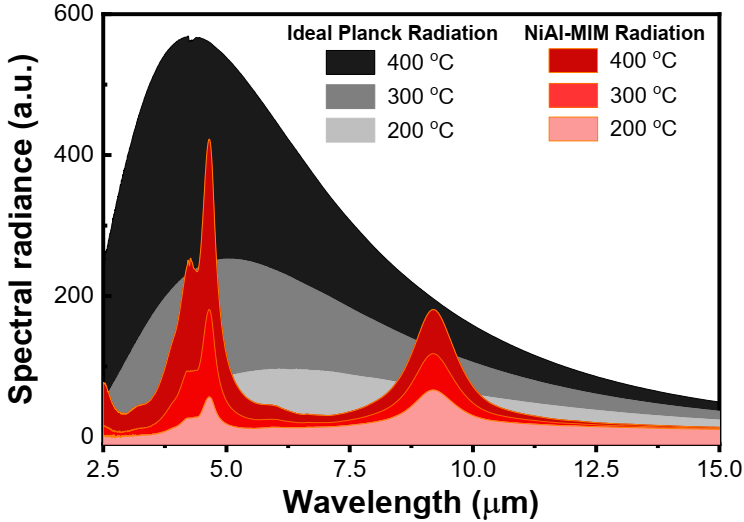 600
400
200
0
Spectral radiance (a.u.)
Ideal Planck Radiation
400 °C
300 °C
200 °C
NiAl-MIM Radiation
400 °C
300 °C
200 °C
2.5 5.0 7.5 10.0 12.5 15.0
Wavelength (μm)